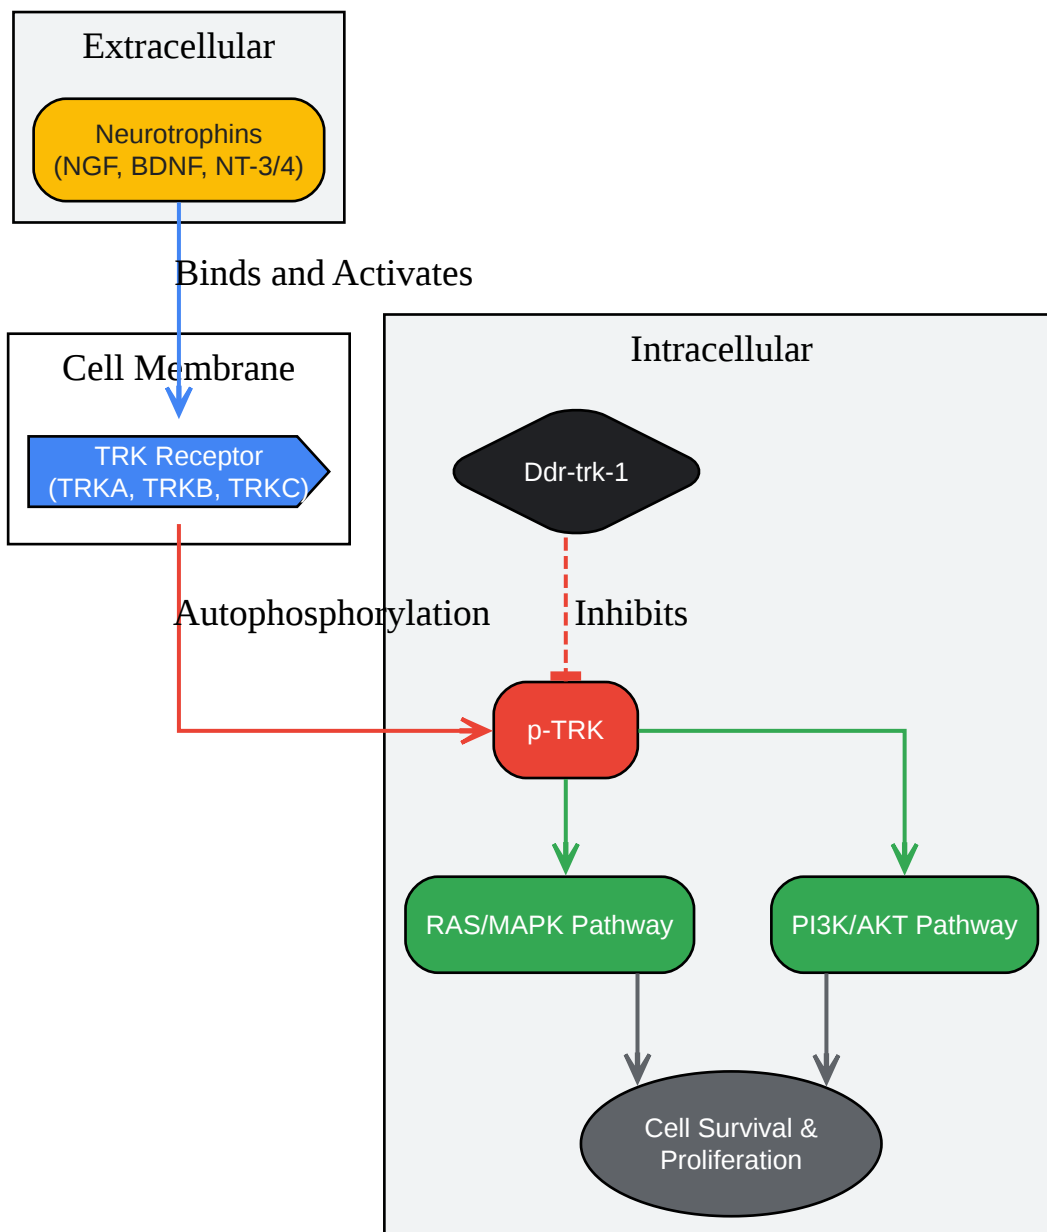 Extracellular
Neurotrophins
(NGF, BDNF, NT-3/4)
Binds and Activates
Cell Membrane
TRK Receptor
(TRKA, TRKB, TRKC)
Intracellular
Ddr-trk-1
Autophosphorylation
Inhibits
p-TRK
RAS/MAPK Pathway
PI3K/AKT Pathway
Cell Survival &
Proliferation